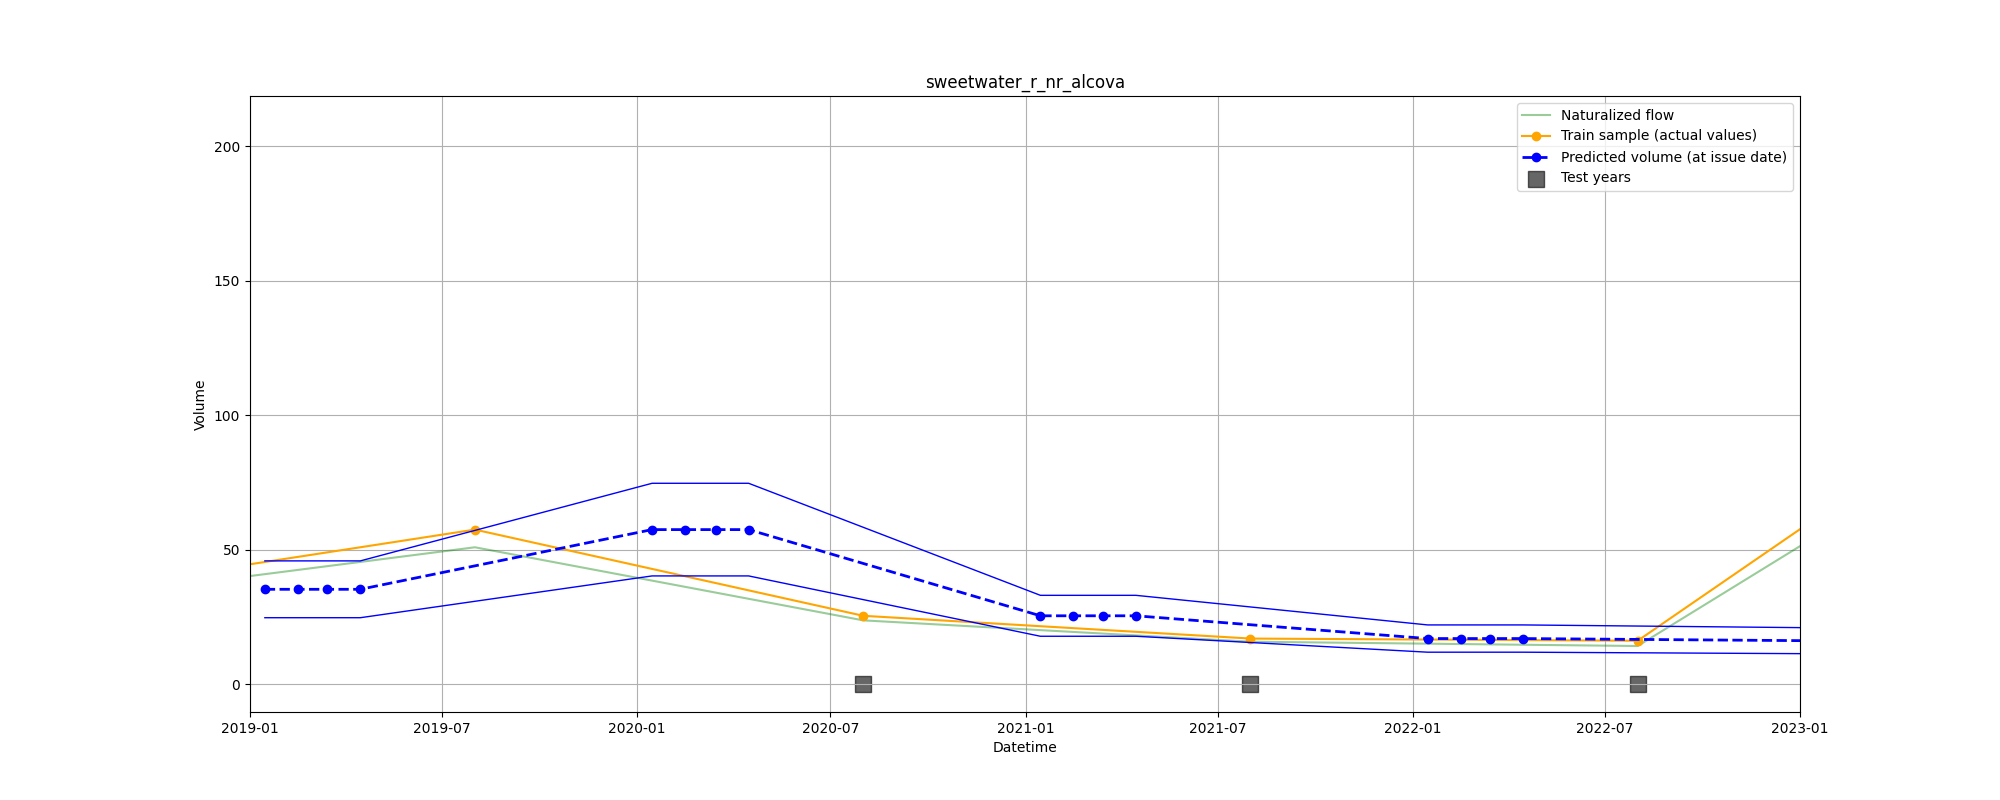 sweetwater_r_nr_alcova
Naturalized flow
Train sample (actual values)
Predicted volume (at issue date)
Test years
200
150
100
50
0
Volume
2019-01 2019-07 2020-01 2020-07 2021-01 2021-07 2022-01 2022-07 2023-01
Datetime